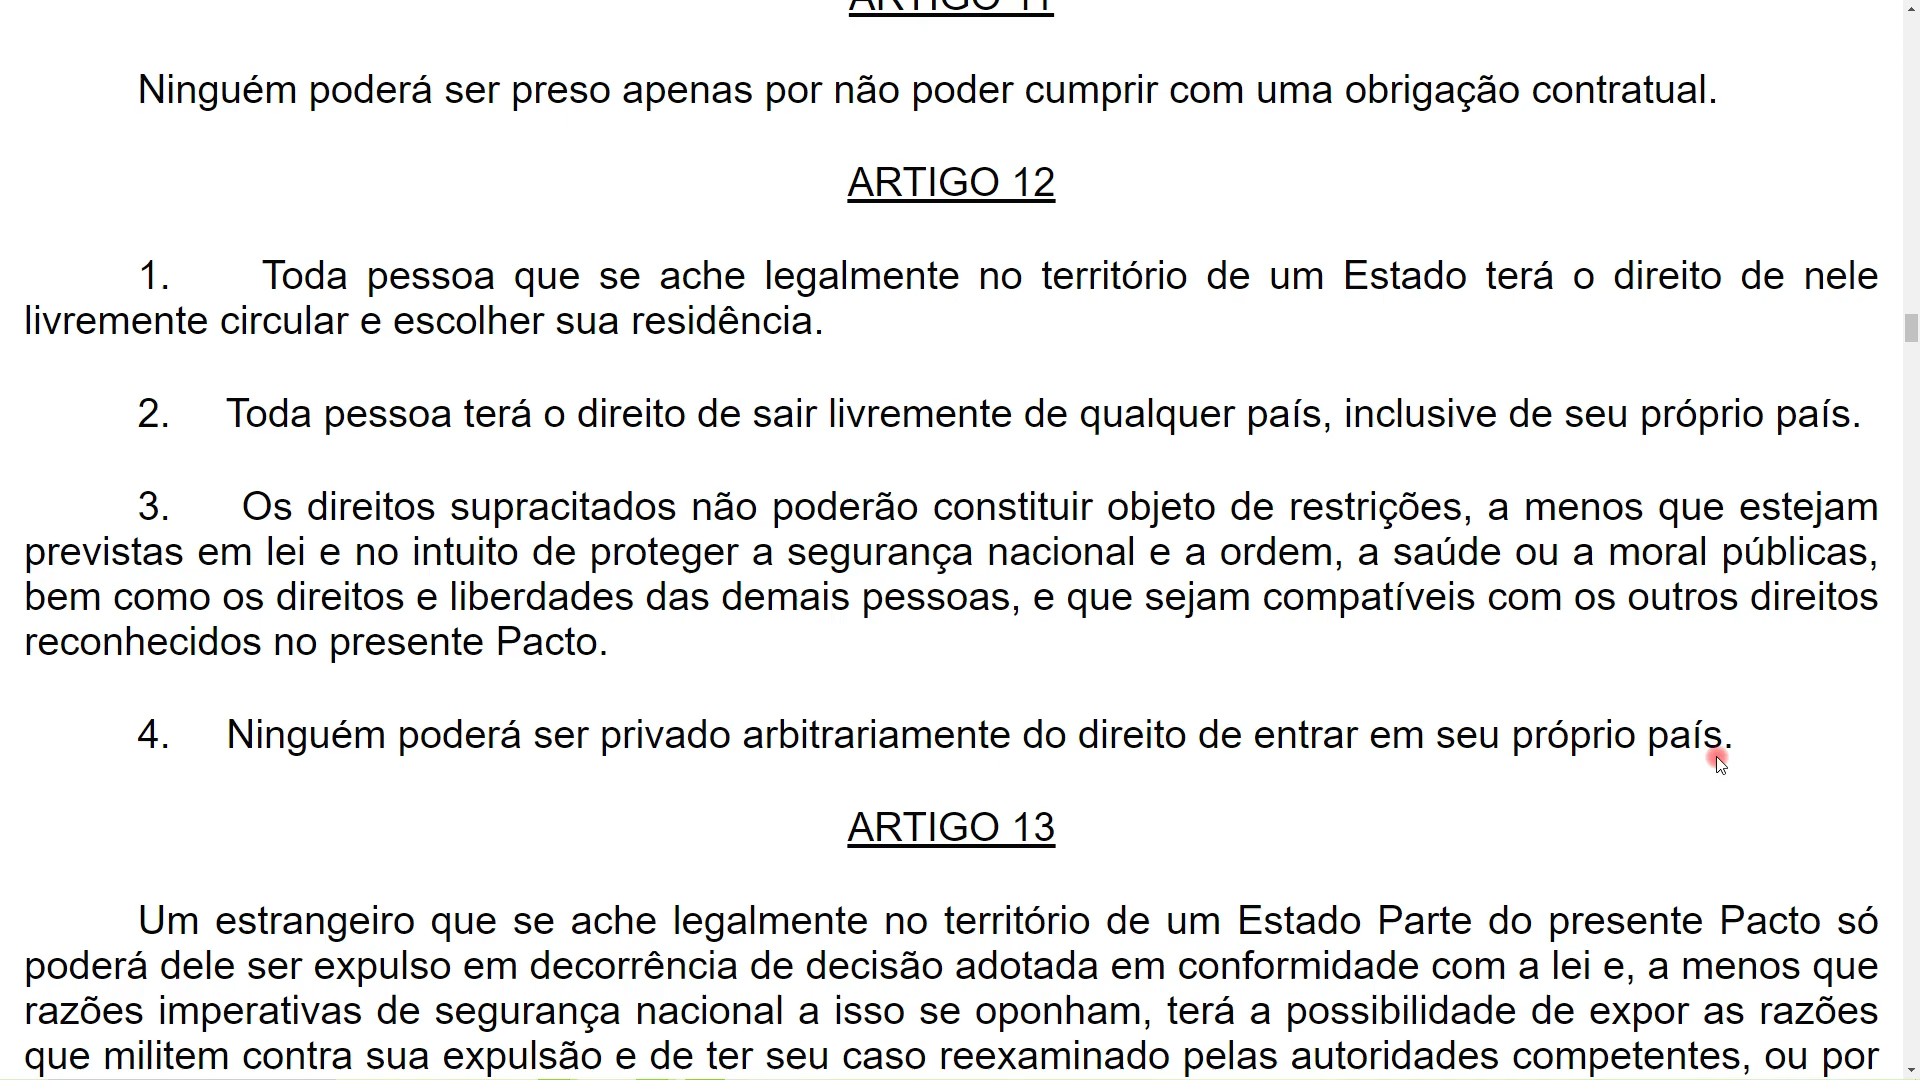 ARTIGO 11
Ninguém poderá ser preso apenas por não poder cumprir com uma obrigação contratual.
ARTIGO 12
1. Toda pessoa que se ache legalmente no território de um Estado terá o direito de nele
livremente circular e escolher sua residência.
2. Toda pessoa terá o direito de sair livremente de qualquer país, inclusive de seu próprio país.
3. Os direitos supracitados não poderão constituir objeto de restrições, a menos que estejam
previstas em lei e no intuito de proteger a segurança nacional e a ordem, a saúde ou a moral públicas,
bem como os direitos e liberdades das demais pessoas, e que sejam compatíveis com os outros direitos
reconhecidos no presente Pacto.
4. Ninguém poderá ser privado arbitrariamente do direito de entrar em seu próprio país.
ARTIGO 13
Um estrangeiro que se ache legalmente no território de um Estado Parte do presente Pacto só
poderá dele ser expulso em decorrência de decisão adotada em conformidade com a lei e, a menos que
razões imperativas de segurança nacional a isso se oponham, terá a possibilidade de expor as razões
que militem contra sua expulsão e de ter seu caso reexaminado pelas autoridades competentes, ou por